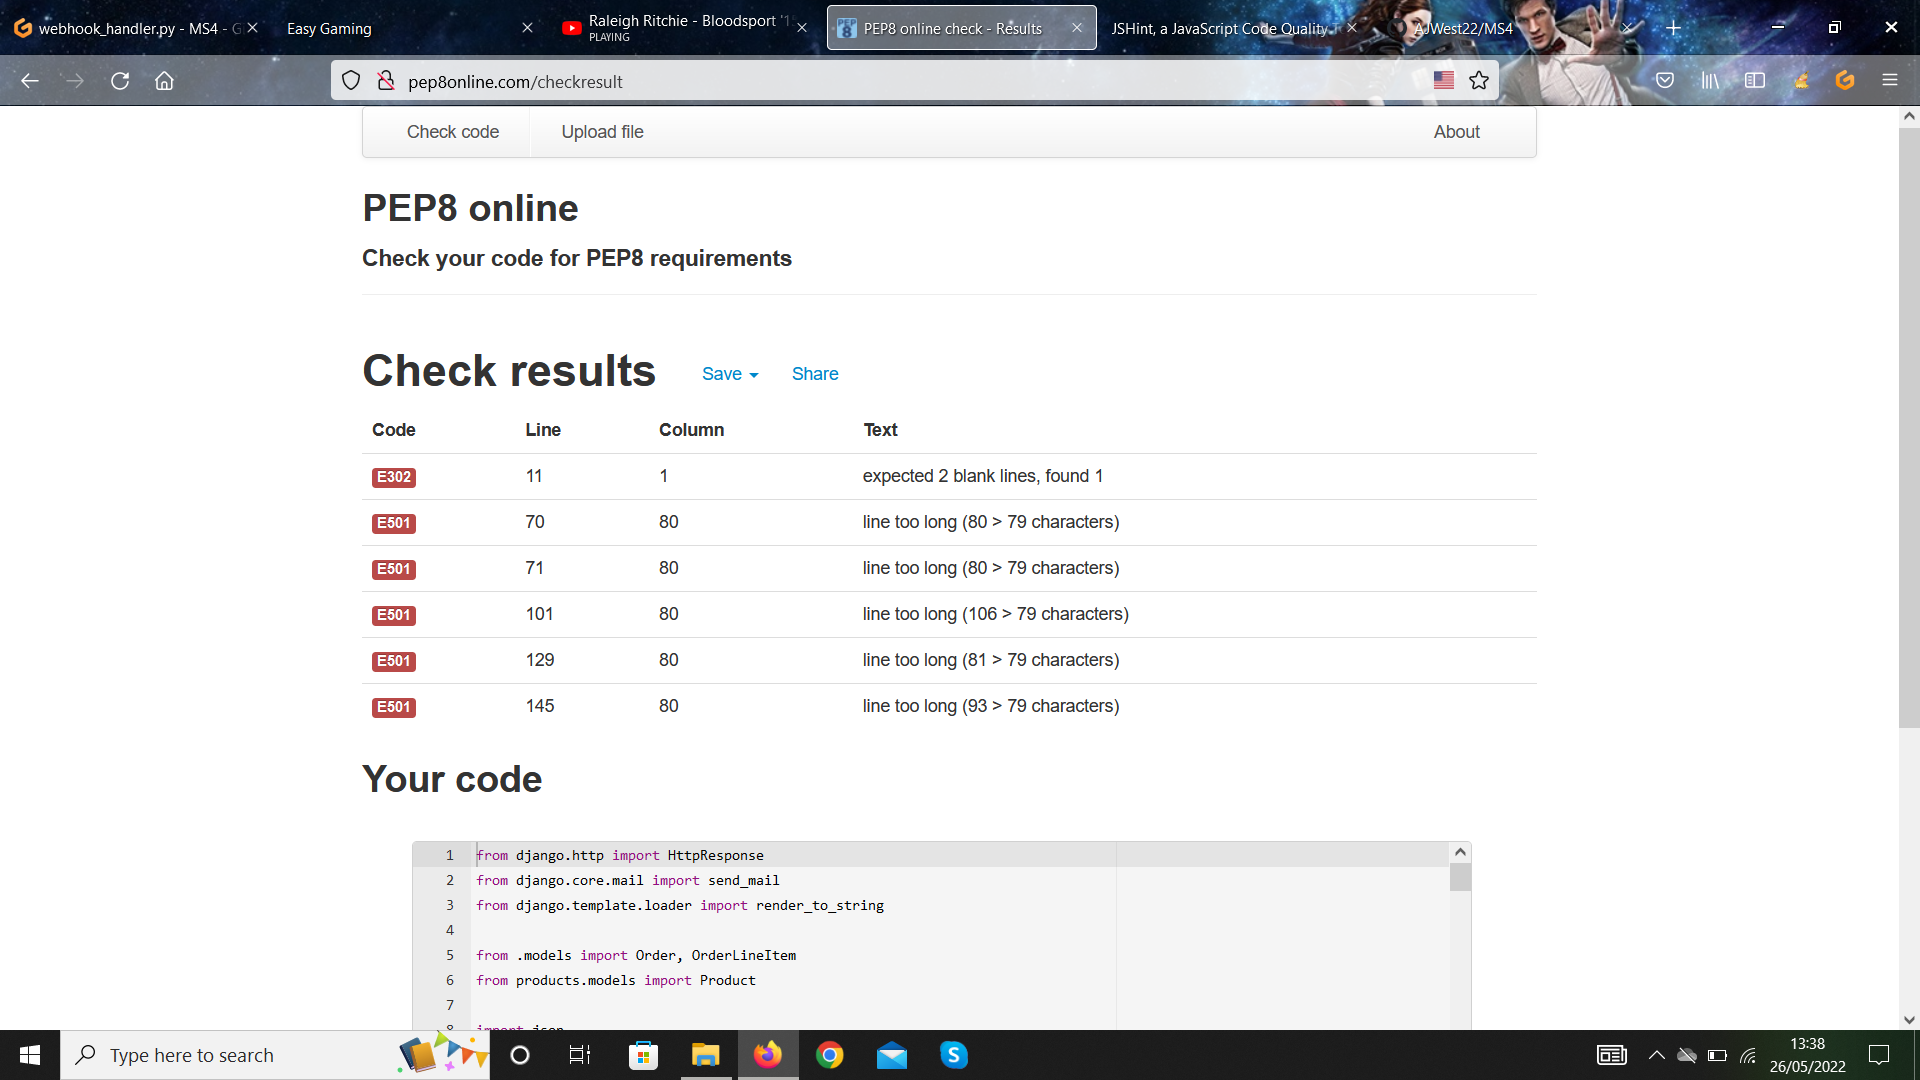 webhook_handler.py - MS4 - G
Easy Gaming
Raleigh Ritchie - Bloodsport '15
PLAYING
PEP8 online check - Results
JSHint, a JavaScript Code Quality
AJWest22/MS4
pep8online.com/checkresult
Check code
Upload file
About
PEP8 online
Check your code for PEP8 requirements
Check results
Save
Share
Code Line Column Text
E302 11 1 expected 2 blank lines, found 1
E501 70 80 line too long (80 > 79 characters)
E501 71 80 line too long (80 > 79 characters)
E501 101 80 line too long (106 > 79 characters)
E501 129 80 line too long (81 > 79 characters)
E501 145 80 line too long (93 > 79 characters)
Your code
1 from django.http import HttpResponse
2 from django.core.mail import send_mail
3 from django.template.loader import render_to_string
4
5 from .models import Order, OrderLineItem
6 from products.models import Product
7
8 import json
Type here to search
13:38
26/05/2022